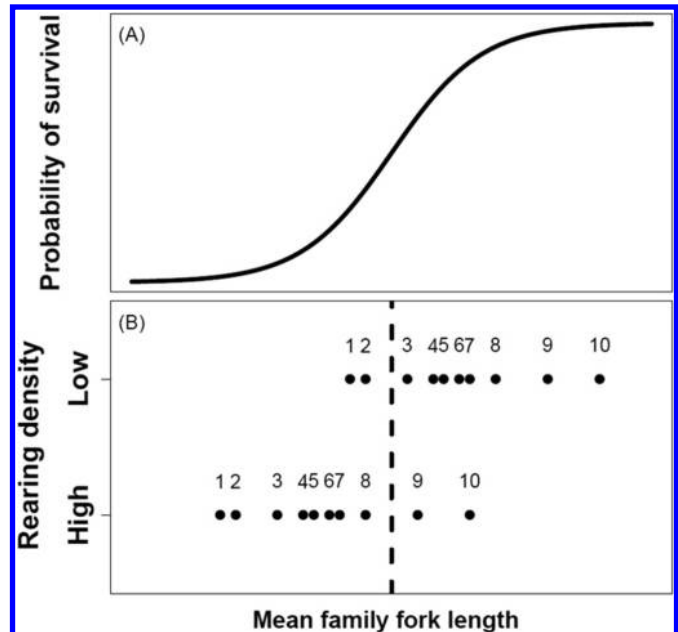 (A)
Probability of survival
(B)
1 2 3 45 67 8 9 10
Low
1 2 3 45 67 8 9 10
High
Rearing density
Mean family fork length